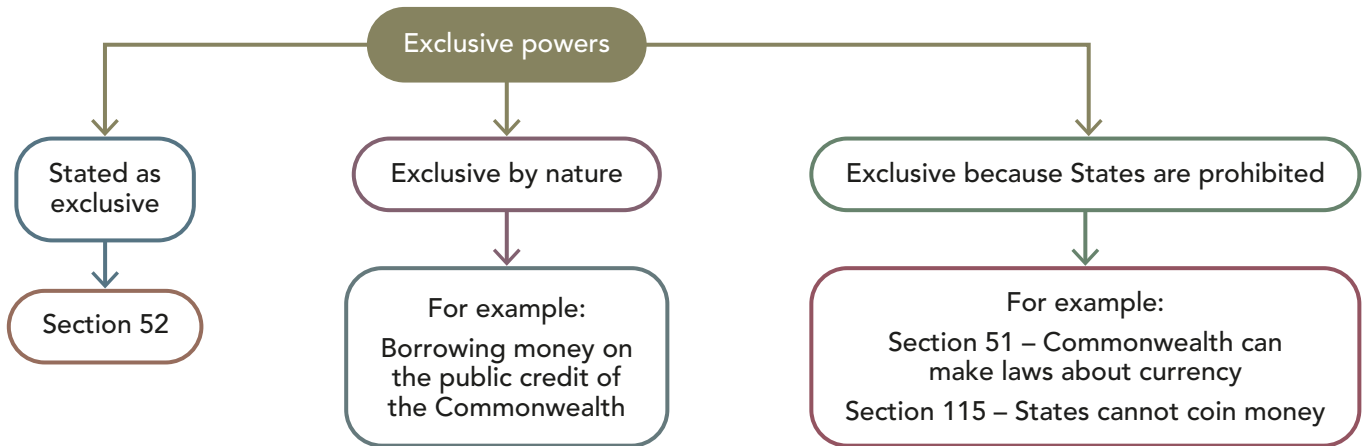 Exclusive powers
Stated as
exclusive
Exclusive by nature
Exclusive because States are prohibited
Section 52
For example:
Borrowing money on
the public credit of
the Commonwealth
For example:
Section 51 – Commonwealth can
make laws about currency
Section 115 – States cannot coin money